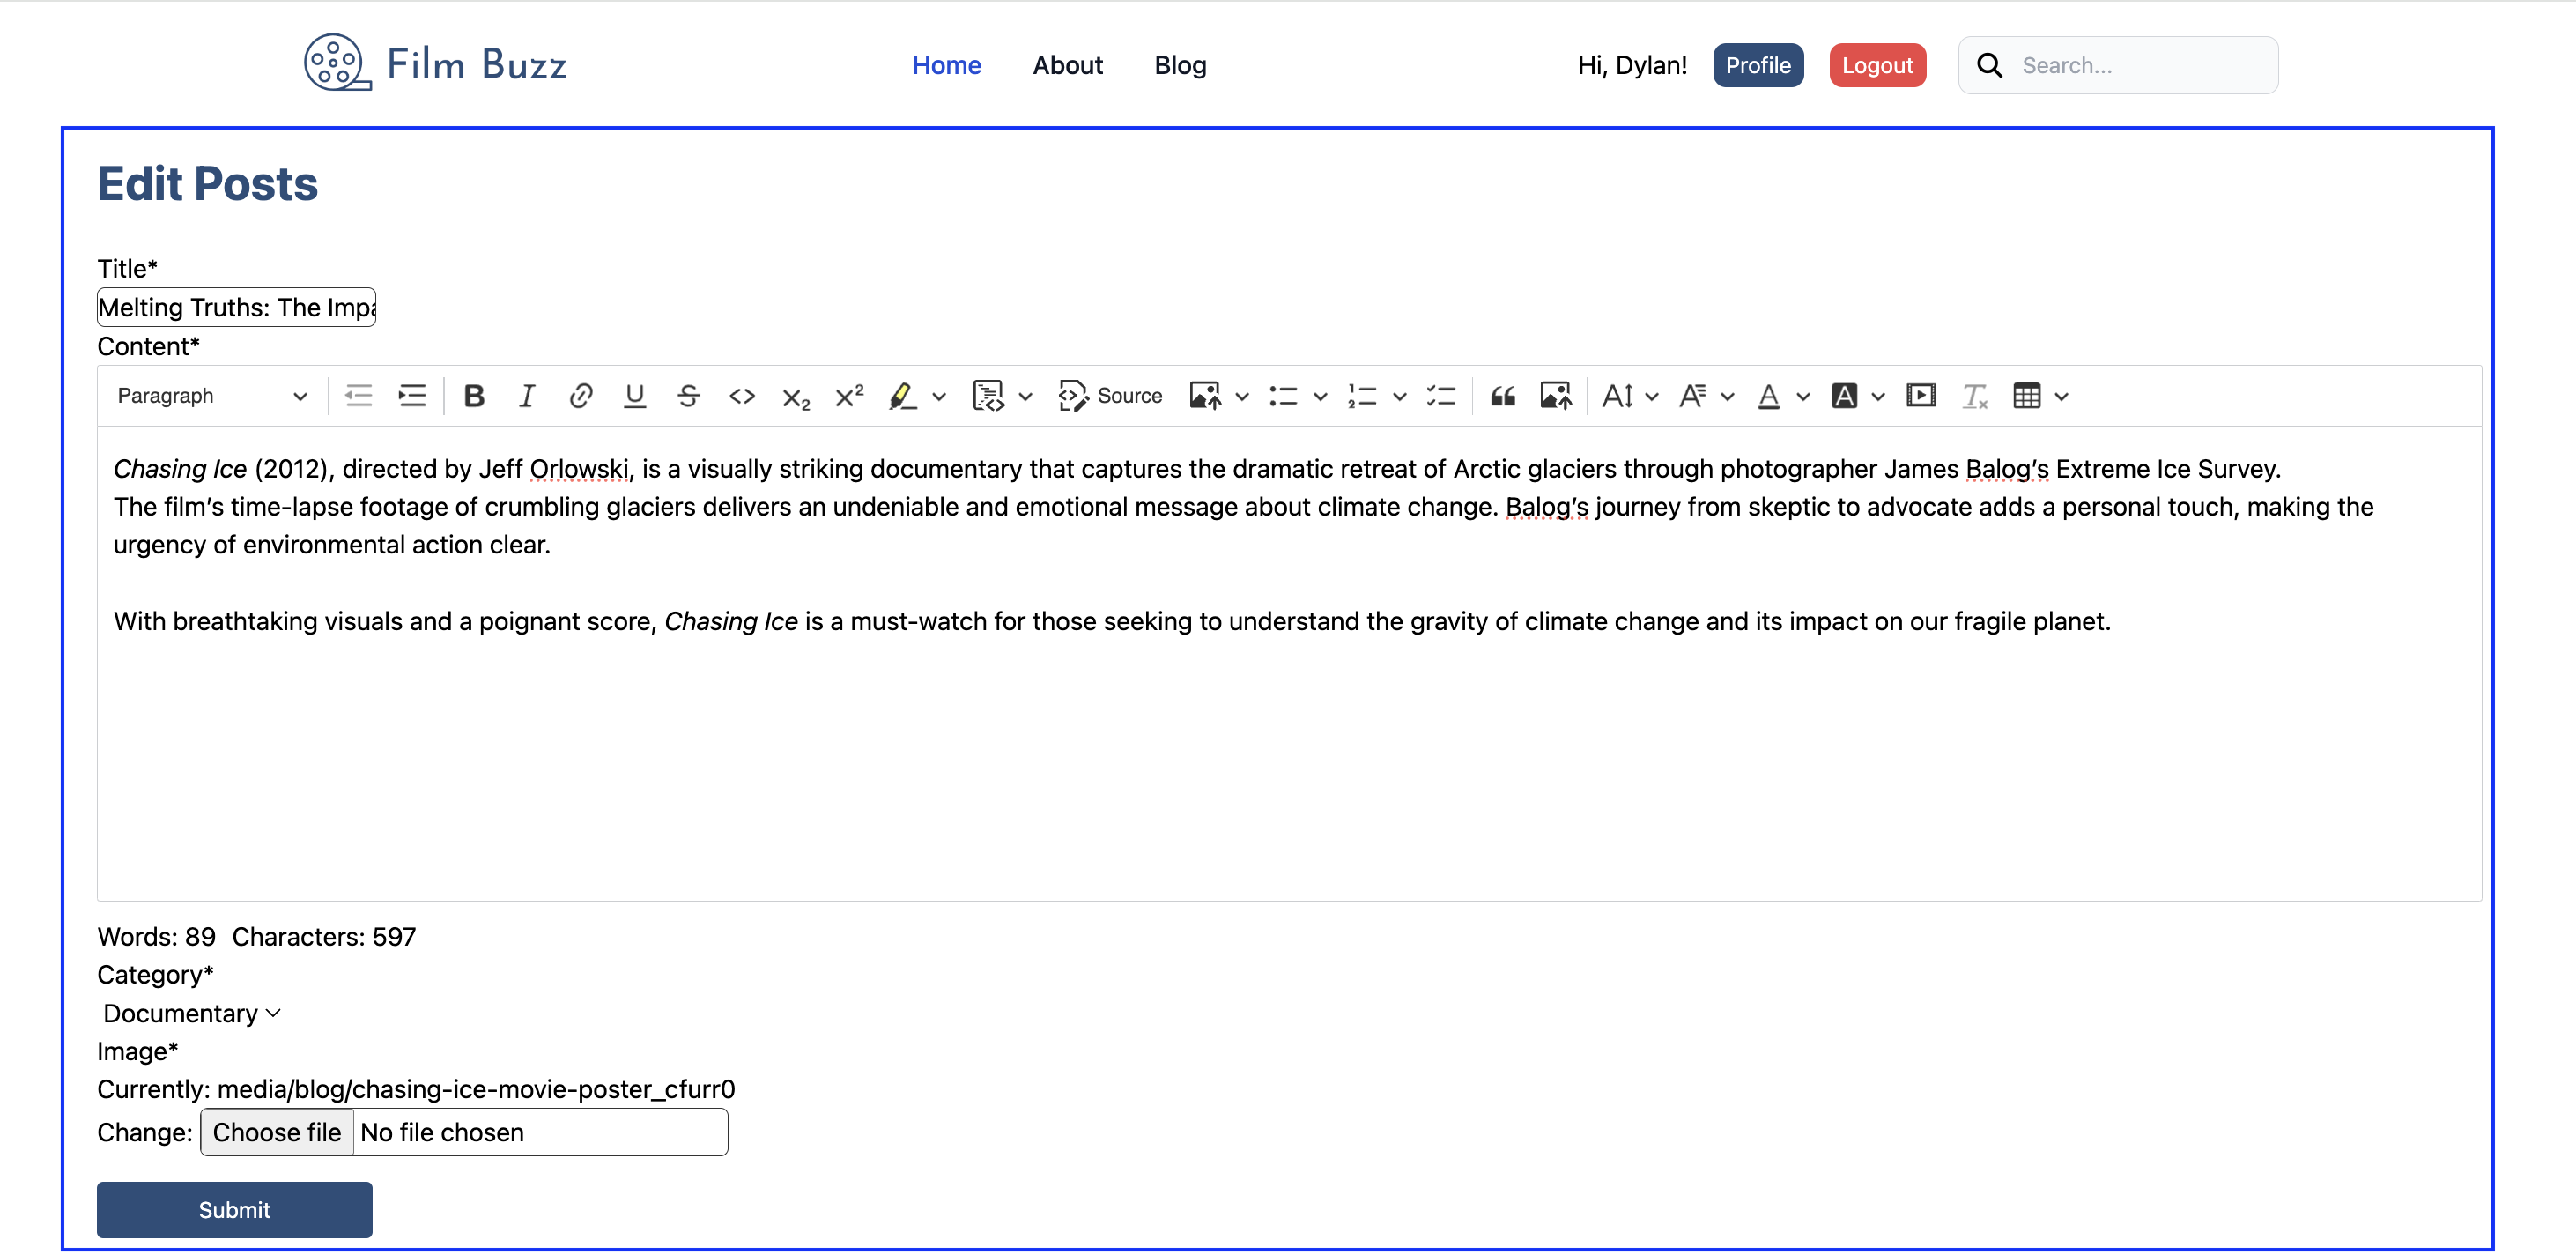 Film Buzz
Home About Blog
Hi, Dylan! Profile Logout Search...
Edit Posts
Title*
Melting Truths: The Impa
Content*
Paragraph Source
Chasing Ice (2012), directed by Jeff Orlowski, is a visually striking documentary that captures the dramatic retreat of Arctic glaciers through photographer James Balog’s Extreme Ice Survey.
The film’s time-lapse footage of crumbling glaciers delivers an undeniable and emotional message about climate change. Balog’s journey from skeptic to advocate adds a personal touch, making the
urgency of environmental action clear.
With breathtaking visuals and a poignant score, Chasing Ice is a must-watch for those seeking to understand the gravity of climate change and its impact on our fragile planet.
Words: 89 Characters: 597
Category*
Documentary
Image*
Currently: media/blog/chasing-ice-movie-poster_cfurr0
Change: Choose file No file chosen
Submit